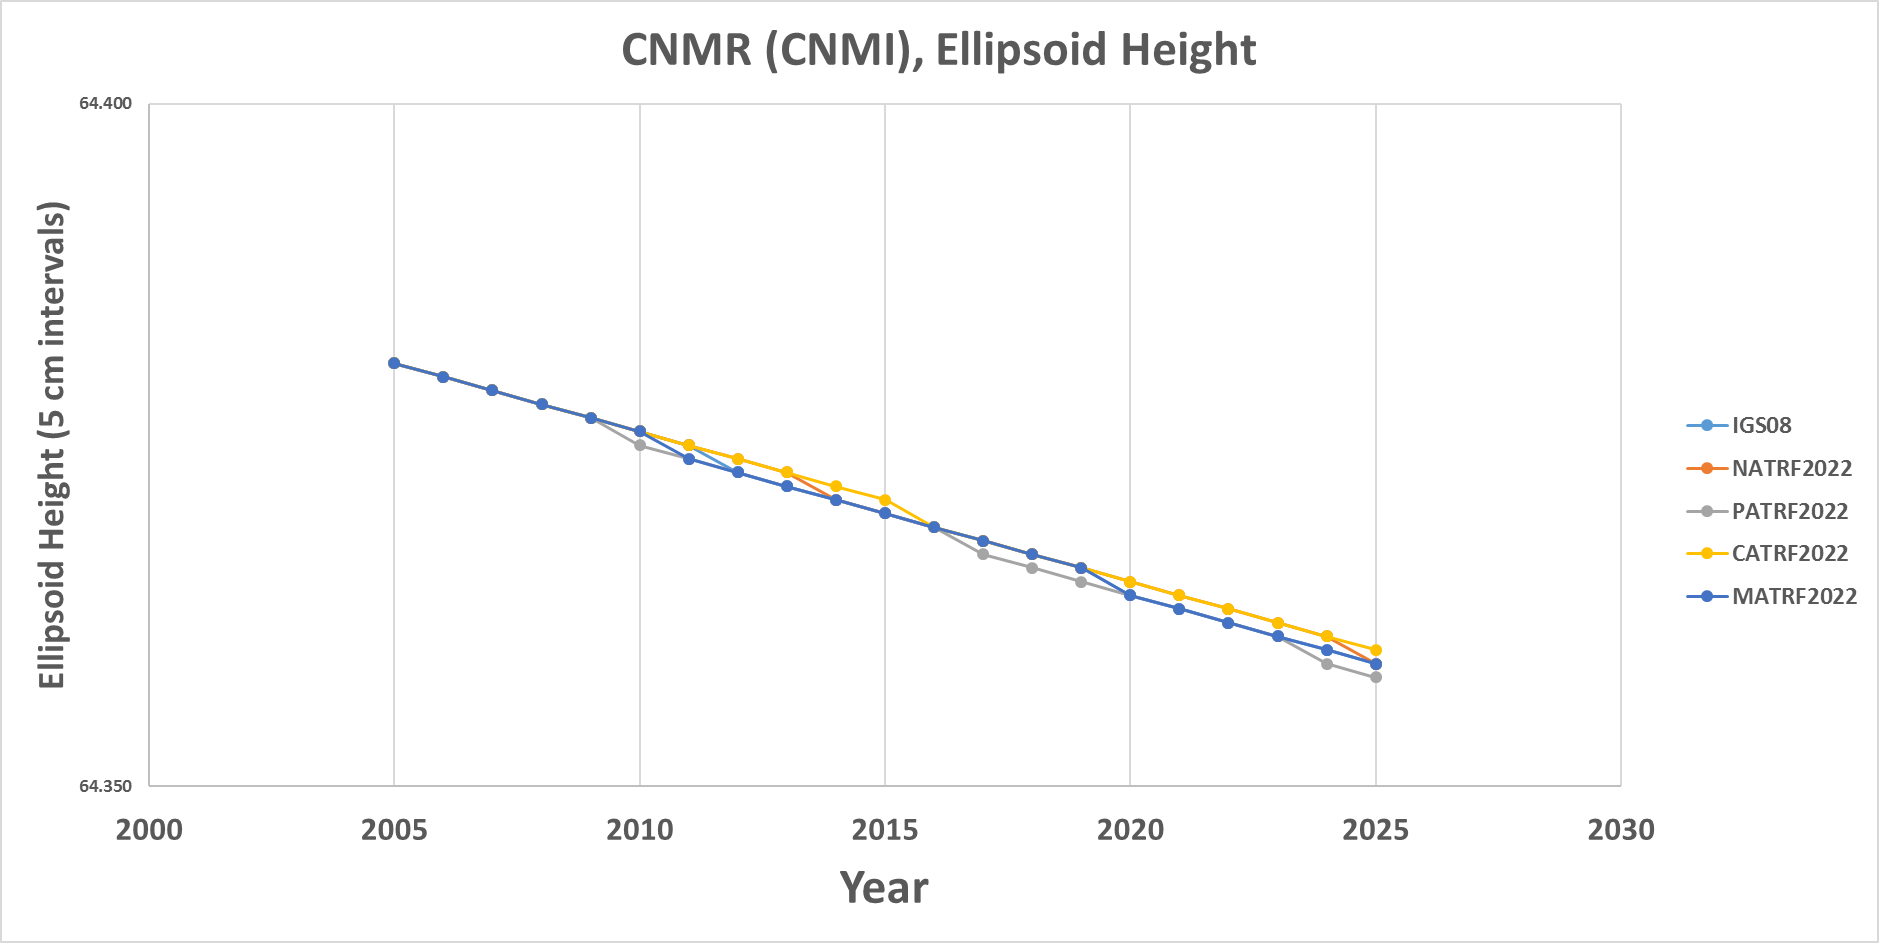 CNMR (CNMI), Ellipsoid Height
64.400
64.350
Ellipsoid Height (5 cm intervals)
2000 2005 2010 2015 2020 2025 2030
Year
IGS08
NATRF2022
PATRF2022
CATRF2022
MATRF2022